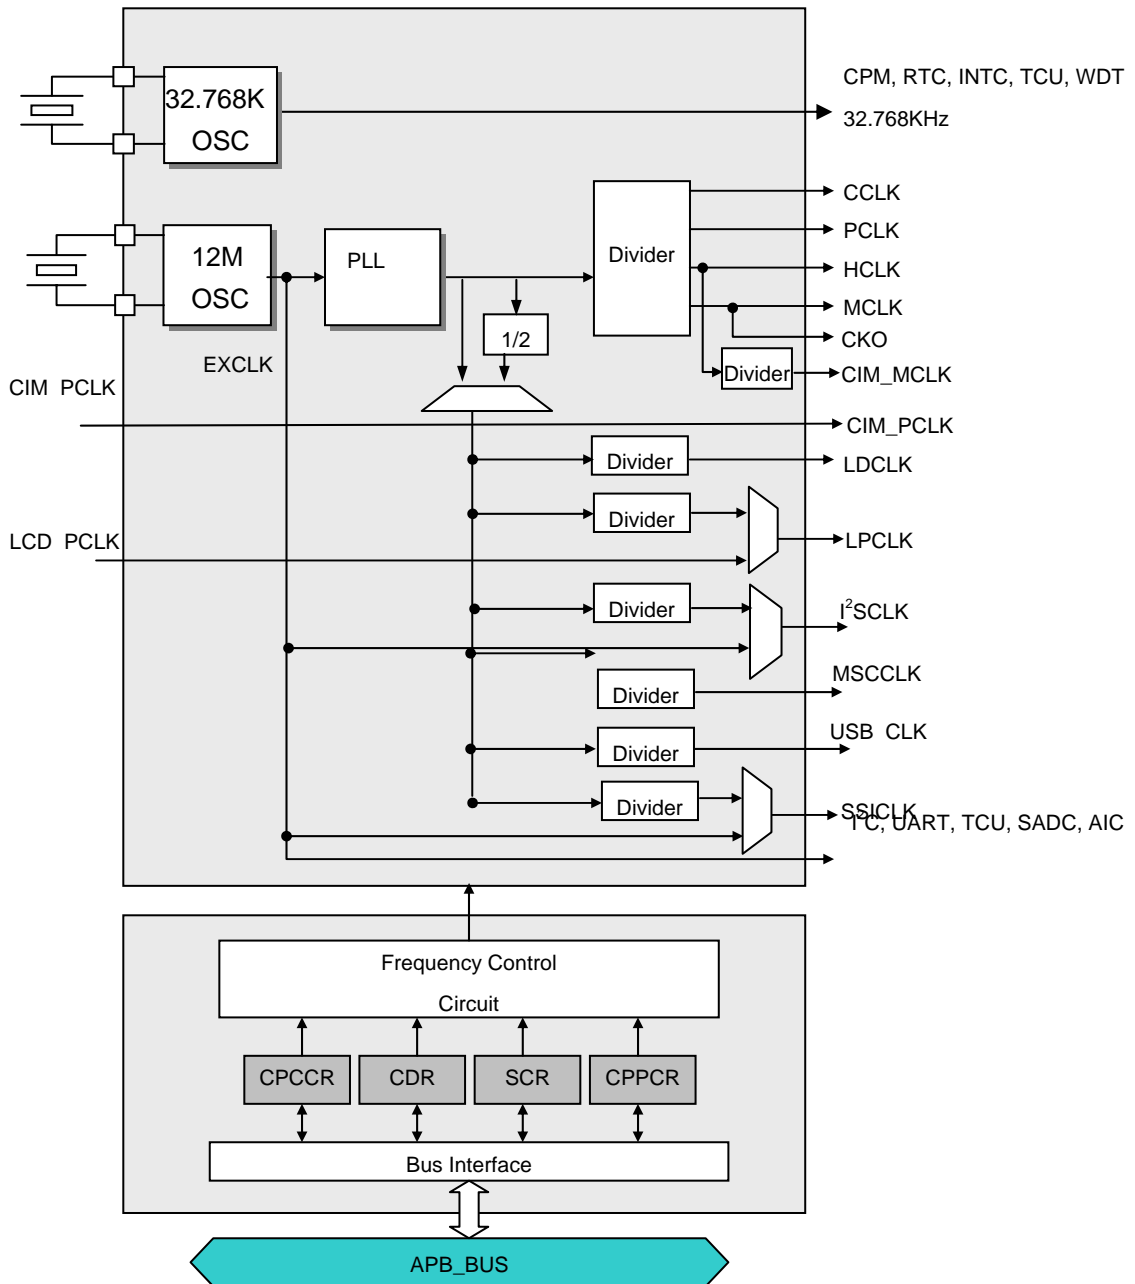 32.768K
OSC
CPM, RTC, INTC, TCU, WDT
32.768KHz
12M
OSC
PLL
Divider
CCLK
PCLK
HCLK
MCLK
CKO
1/2
EXCLK
Divider
CIM_MCLK
CIM PCLK
CIM_PCLK
Divider
LDCLK
Divider
LCD PCLK
LPCLK
Divider
I²SCLK
Divider
MSCCLK
Divider
USB CLK
Divider
SSICLK
I²C, UART, TCU, SADC, AIC
Frequency Control
Circuit
CPCCR
CDR
SCR
CPPCR
Bus Interface
APB_BUS